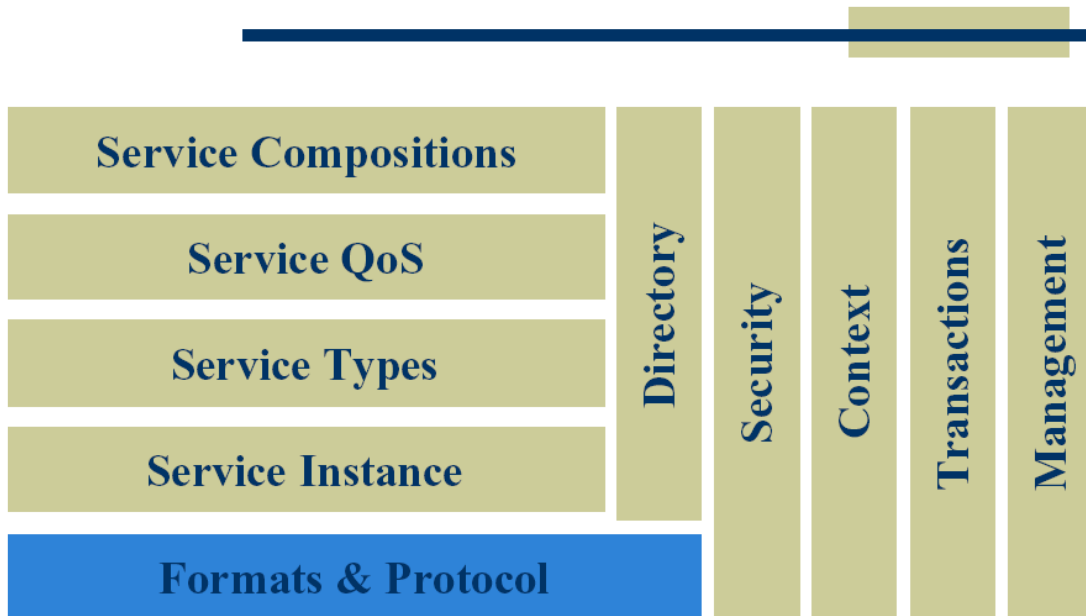 Service Compositions
Service QoS
Service Types
Service Instance
Formats & Protocol
Directory
Security
Context
Transactions
Management